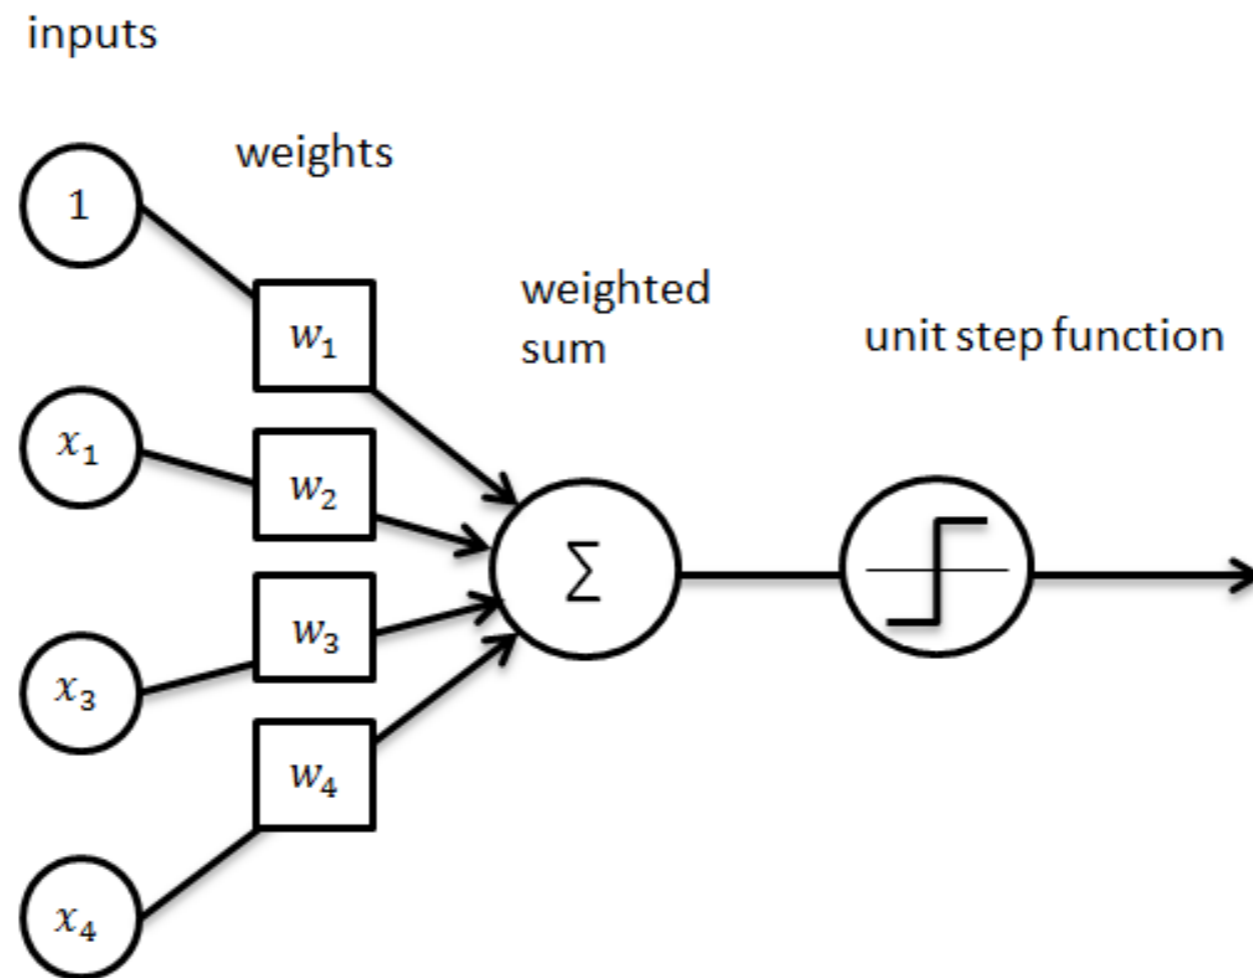 inputs
weights
1
w₁
weighted
sum
unit step function
x₁
w₂
Σ
x₃
w₃
w₄
x₄